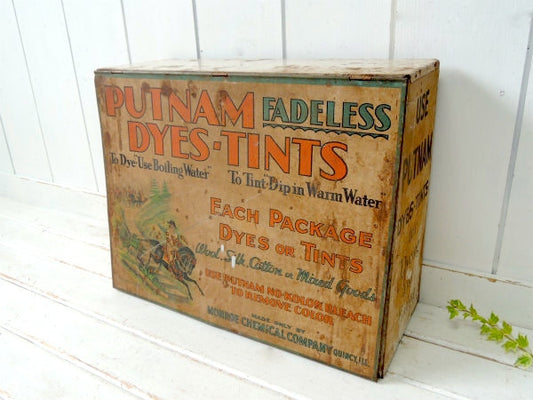 PUTNAM FADELESS
DYES-TINTS
"To Dye-Use Boiling Water" To Tint "Dip in Warm Water"
EACH PACKAGE
DYES OR TINTS
Wool, Silk, Cotton or Mixed Goods
USE PUTNAM NO-KOLOR BLEACH
TO REMOVE COLOR
MADE ONLY BY
MONROE CHEMICAL COMPANY QUINCY, ILL.
USE
PUTNAM
DYES-TINTS